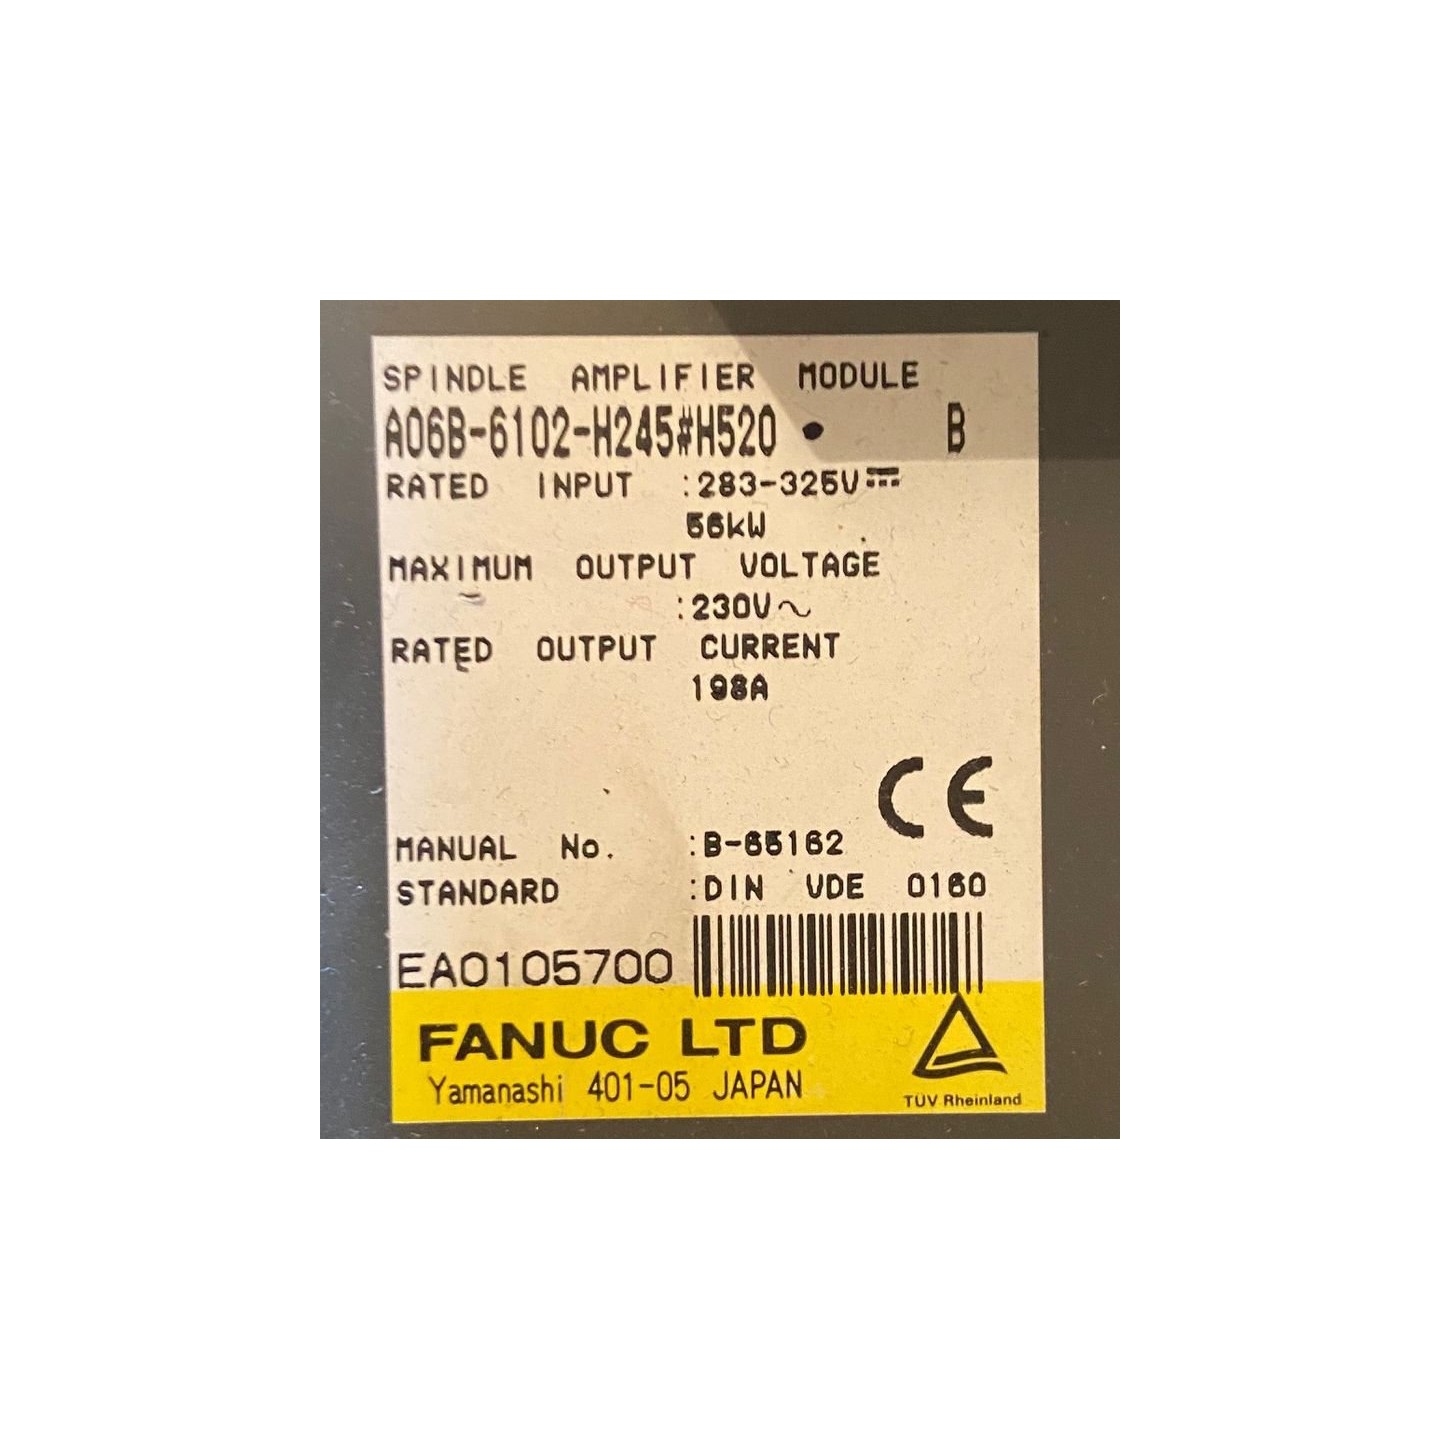 SPINDLE AMPLIFIER MODULE
A06B-6102-H245#H520 • B
RATED INPUT :283-325V⎓
56kW
MAXIMUM OUTPUT VOLTAGE
:230V～
RATED OUTPUT CURRENT
198A
CE
MANUAL No. :B-65162
STANDARD :DIN VDE 0160
EA0105700
FANUC LTD
Yamanashi 401-05 JAPAN
TÜV Rheinland